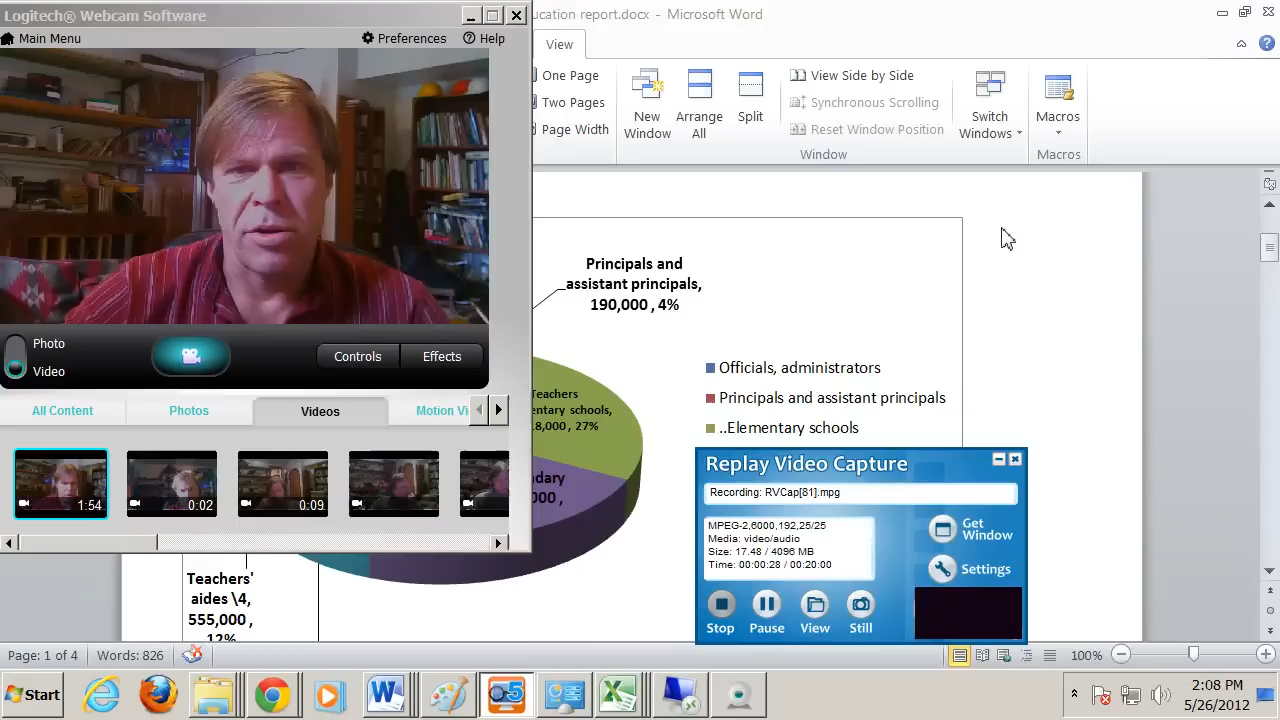 Logitech® Webcam Software
Main Menu
Preferences
Help
ucation report.docx - Microsoft Word
View
One Page
Two Pages
Page Width
New
Window
Arrange
All
Split
View Side by Side
Synchronous Scrolling
Reset Window Position
Switch
Windows
Macros
Window
Macros
Principals and
assistant principals,
190,000 , 4%
Photo
Video
Controls
Effects
All Content
Photos
Videos
Motion Vi
1:54
0:02
0:09
Teachers
entary schools,
18,000 , 27%
dary
000 ,
Officials, administrators
Principals and assistant principals
..Elementary schools
Teachers'
aides \4,
555,000 ,
12%
Replay Video Capture
Recording: RVCap[81].mpg
MPEG-2,6000,192,25/25
Media: video/audio
Size: 17.48 / 4096 MB
Time: 00:00:28 / 00:20:00
Get
Window
Settings
Stop
Pause
View
Still
Page: 1 of 4
Words: 826
100%
Start
2:08 PM
5/26/2012